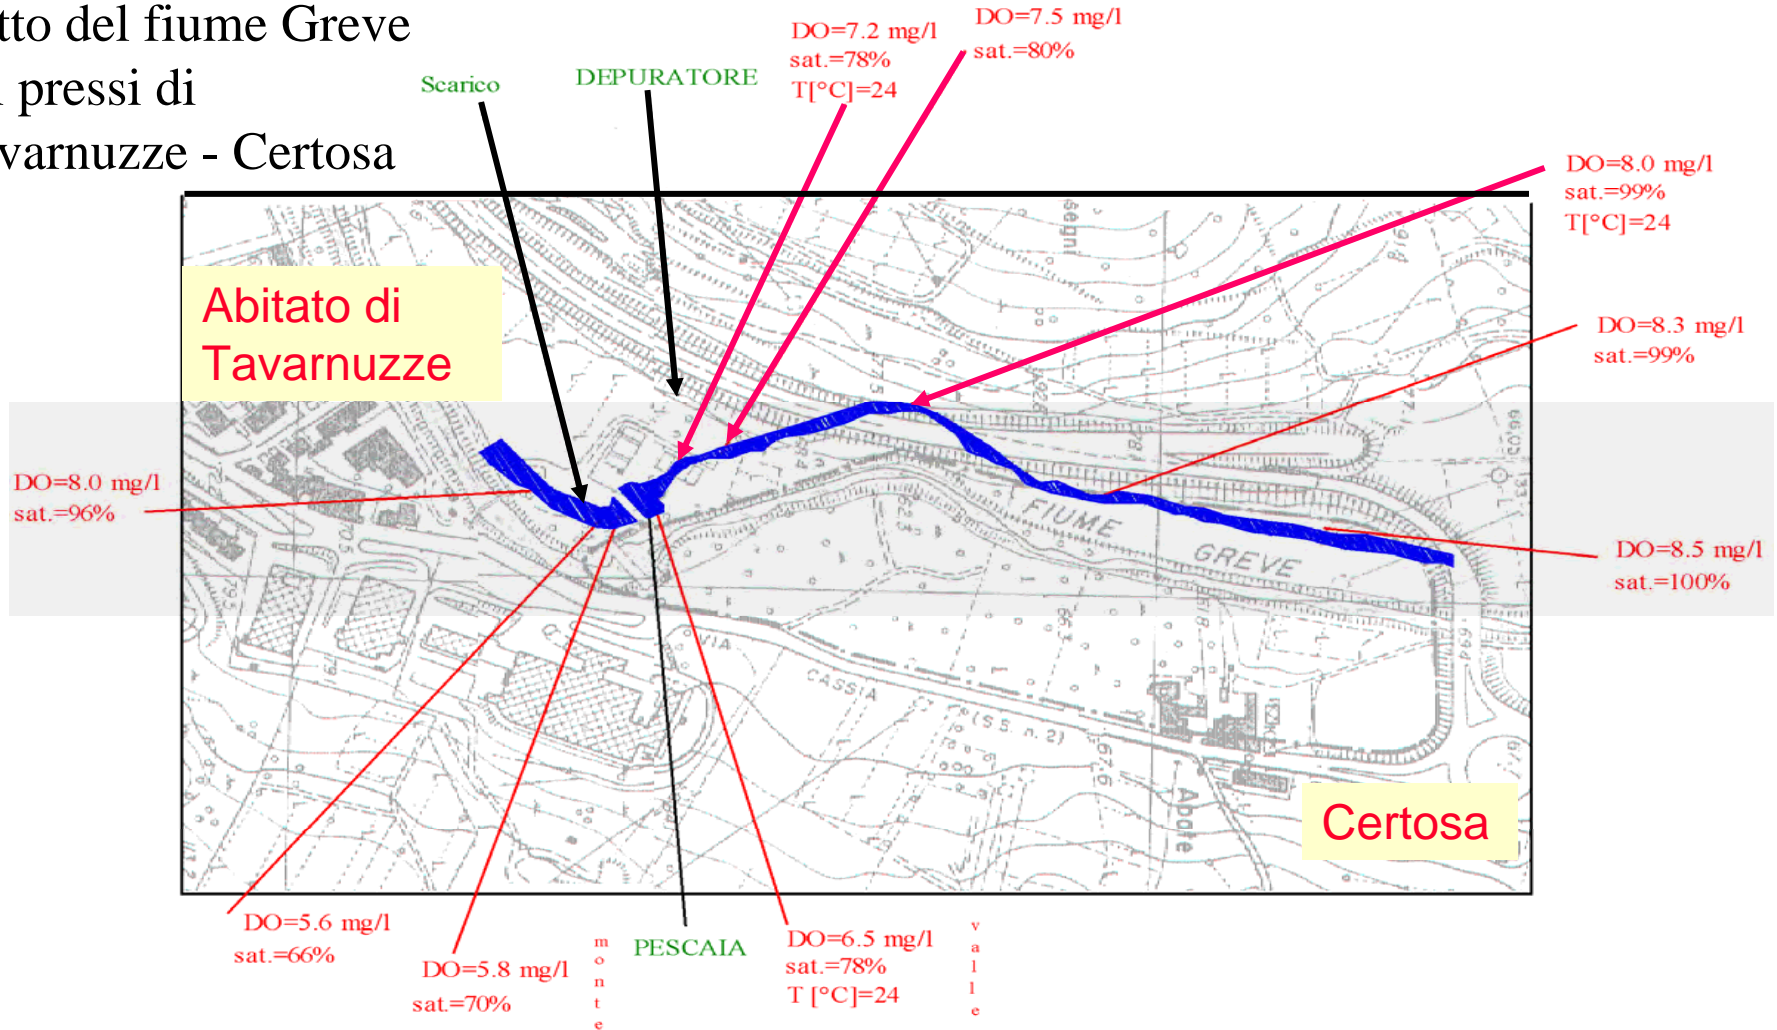 tto del fiume Greve
i pressi di
varnuzze - Certosa
Scarico
DEPURATORE
DO=7.2 mg/l
sat.=78%
T[°C]=24
DO=7.5 mg/l
sat.=80%
DO=8.0 mg/l
sat.=99%
T[°C]=24
DO=8.3 mg/l
sat.=99%
DO=8.5 mg/l
sat.=100%
Abitato di
Tavarnuzze
DO=8.0 mg/l
sat.=96%
FIUME
GREVE
VIA
CASSIA
(S.S. n. 2)
676
Certosa
DO=5.6 mg/l
sat.=66%
DO=5.8 mg/l
sat.=70%
monte
PESCAIA
DO=6.5 mg/l
sat.=78%
T [°C]=24
valle